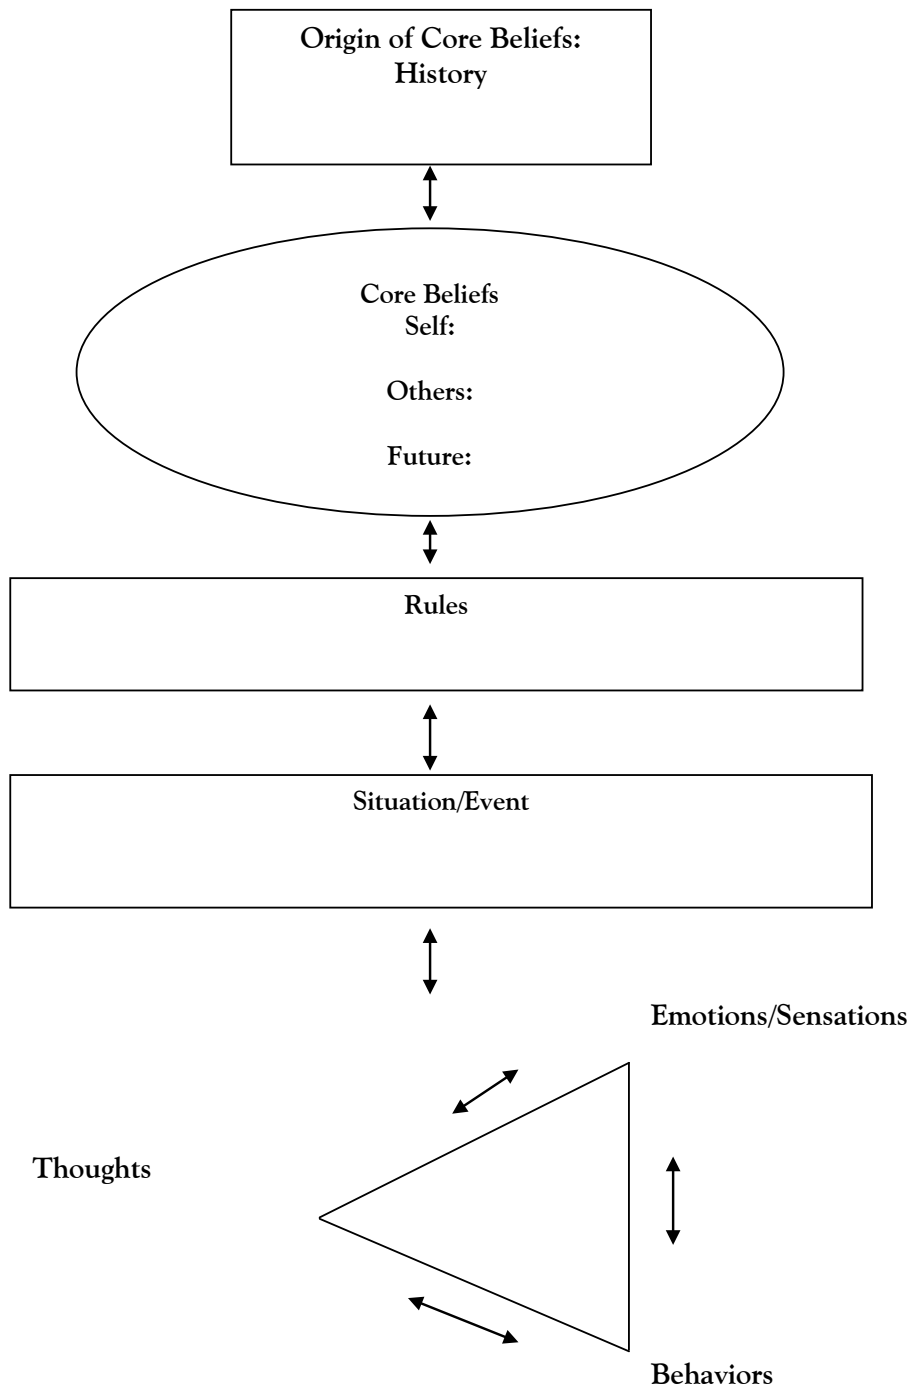 Origin of Core Beliefs:
History
Core Beliefs
Self:
Others:
Future:
Rules
Situation/Event
Emotions/Sensations
Thoughts
Behaviors